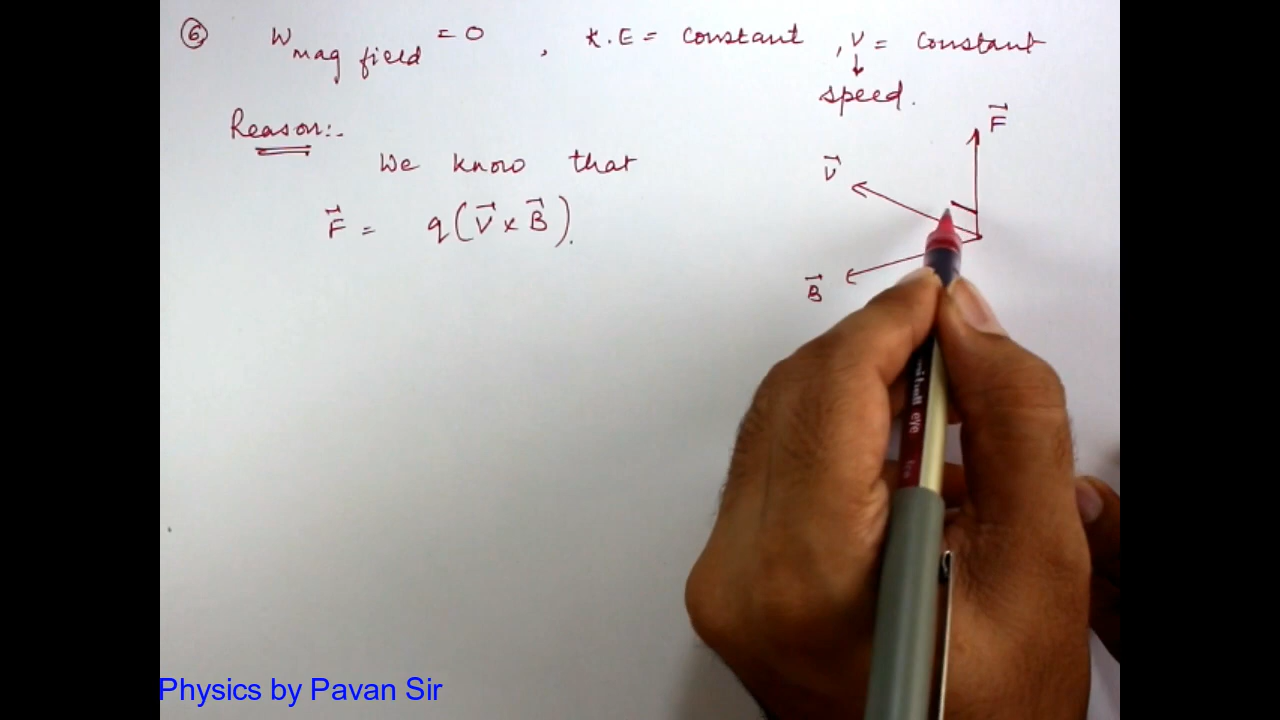 ⑥ W mag field = 0 , K.E = constant , V = constant
↓
speed.
Reason:-
We know that
F⃗ = q(V⃗ × B⃗).
F⃗
V⃗
B⃗
Physics by Pavan Sir